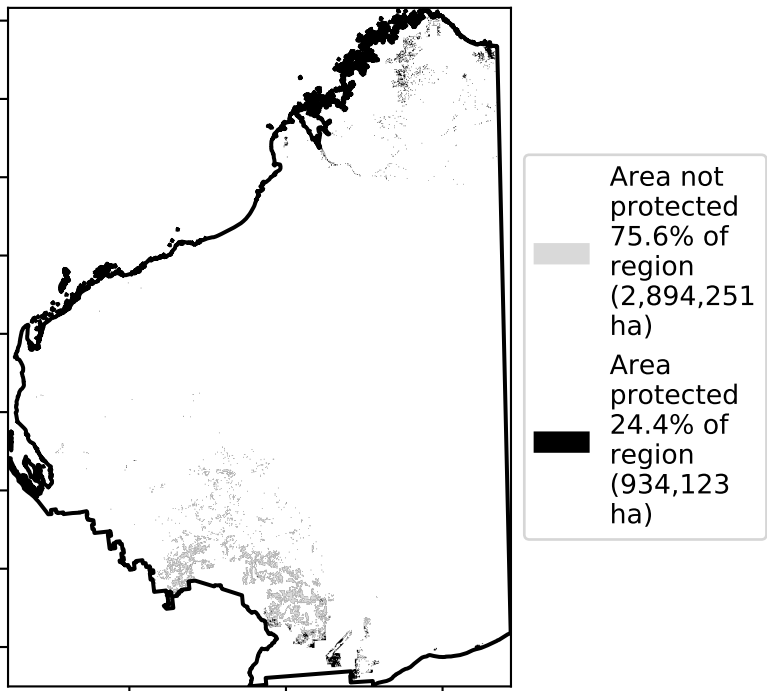 Area not
protected
75.6% of
region
(2,894,251
ha)
Area
protected
24.4% of
region
(934,123
ha)